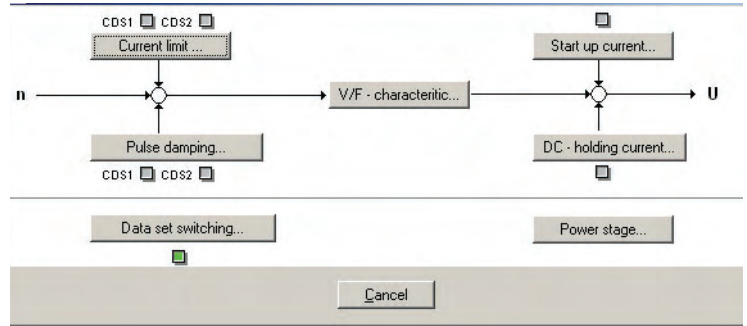 CDS1 CDS2
Current limit ...
Start up current...
n
V/F - characteritic...
U
Pulse damping...
DC - holding current...
CDS1 CDS2
Data set switching...
Power stage...
Cancel